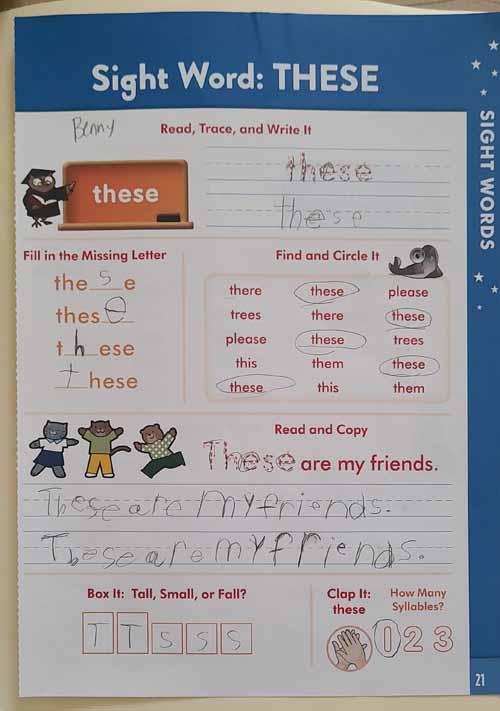 Sight Word: THESE
SIGHT WORDS
Benny
Read, Trace, and Write It
these
these
these
Fill in the Missing Letter
the s e
thes e
t h ese
t hese
Find and Circle It
there these please
trees there these
please these trees
this them these
these this them
Read and Copy
These are my friends.
These are my friends.
These are my friends.
Box It: Tall, Small, or Fall?
T T s s s
Clap It:
these
How Many
Syllables?
1 2 3
21